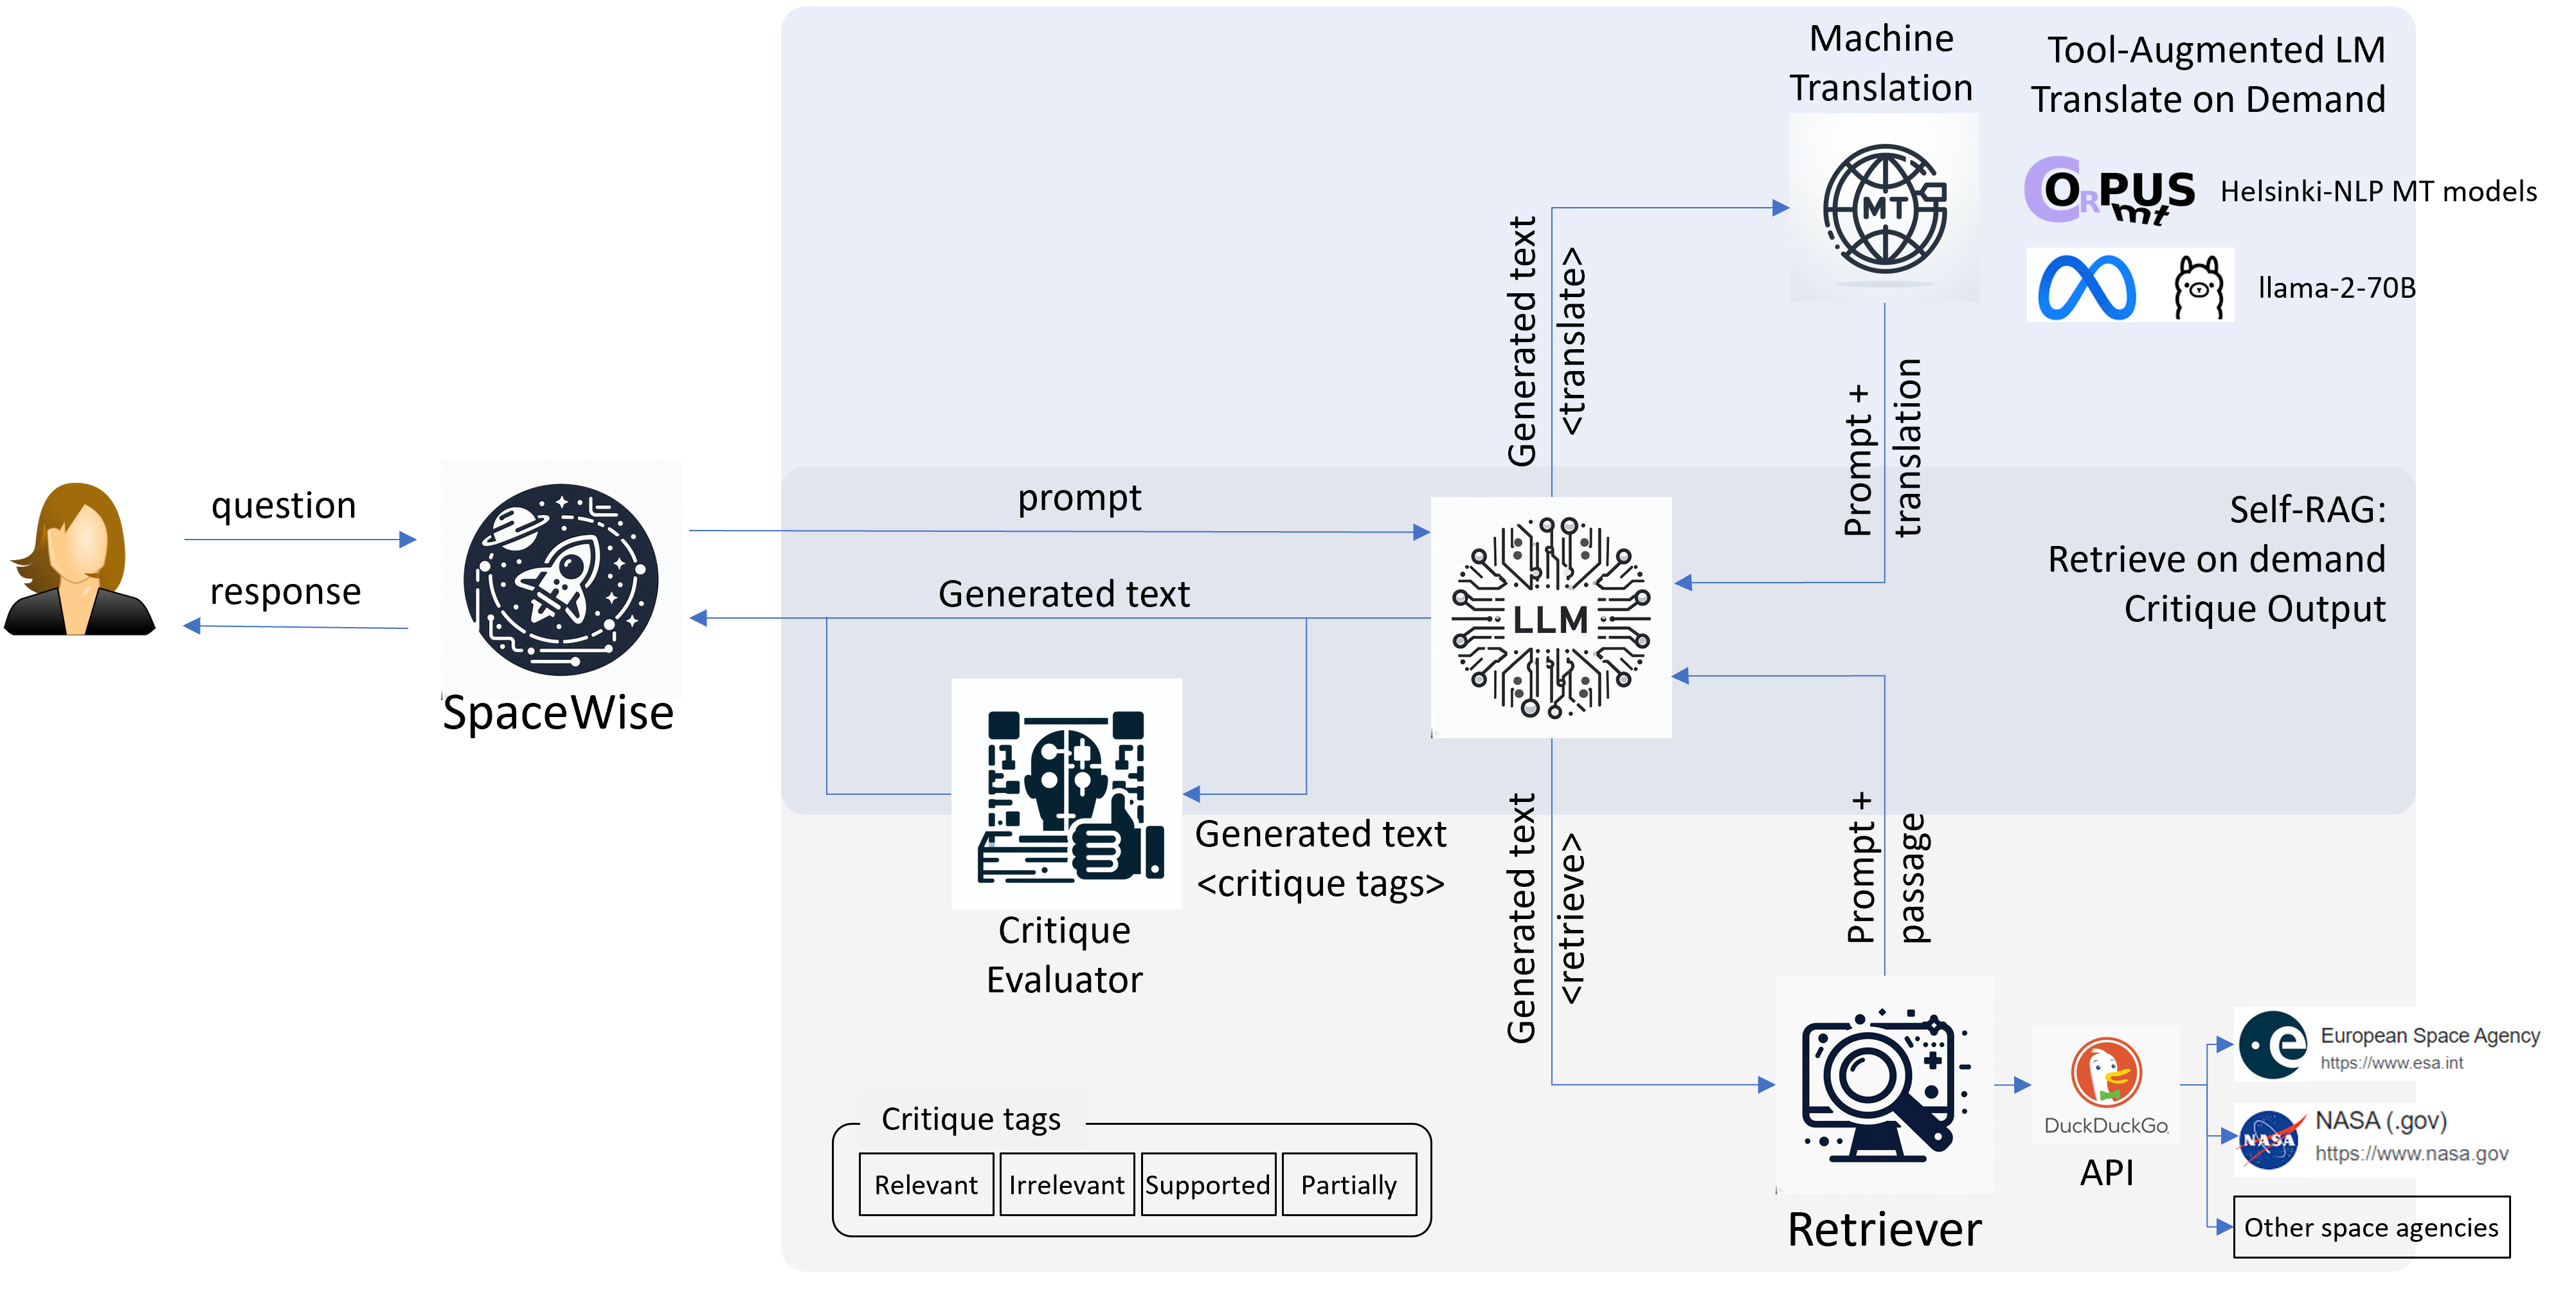 Machine
Translation
Tool-Augmented LM
Translate on Demand
MT
CORPUS
mt
Helsinki-NLP MT models
llama-2-70B
Generated text
<translate>
Prompt +
translation
question
response
SpaceWise
prompt
Generated text
LLM
Self-RAG:
Retrieve on demand
Critique Output
Generated text
<critique tags>
Critique
Evaluator
Generated text
<retrieve>
Prompt +
passage
Critique tags
Relevant
Irrelevant
Supported
Partially
Retriever
DuckDuckGo
API
e
European Space Agency
https://www.esa.int
NASA
NASA (.gov)
https://www.nasa.gov
Other space agencies